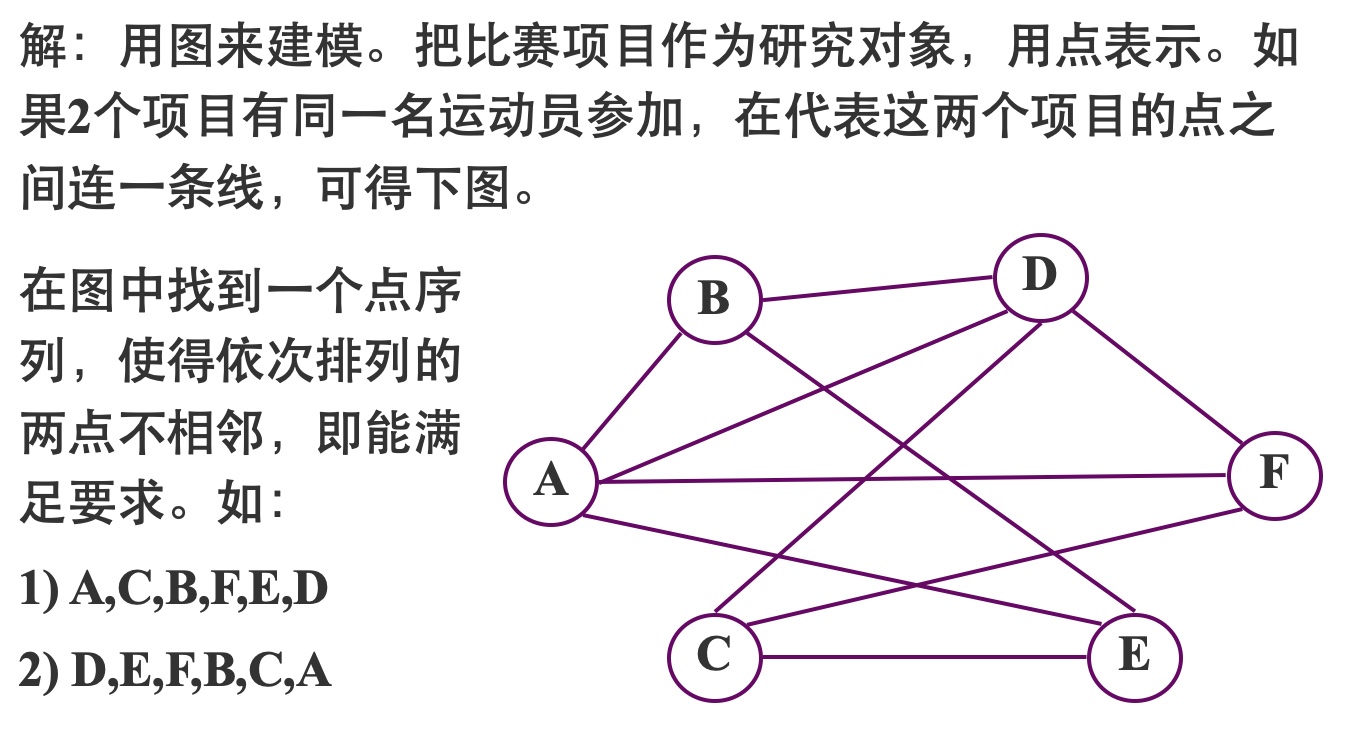 解：用图来建模。把比赛项目作为研究对象，用点表示。如
果2个项目有同一名运动员参加，在代表这两个项目的点之
间连一条线，可得下图。
在图中找到一个点序
列，使得依次排列的
两点不相邻，即能满
足要求。如：
1) A,C,B,F,E,D
2) D,E,F,B,C,A
B
D
A
F
C
E